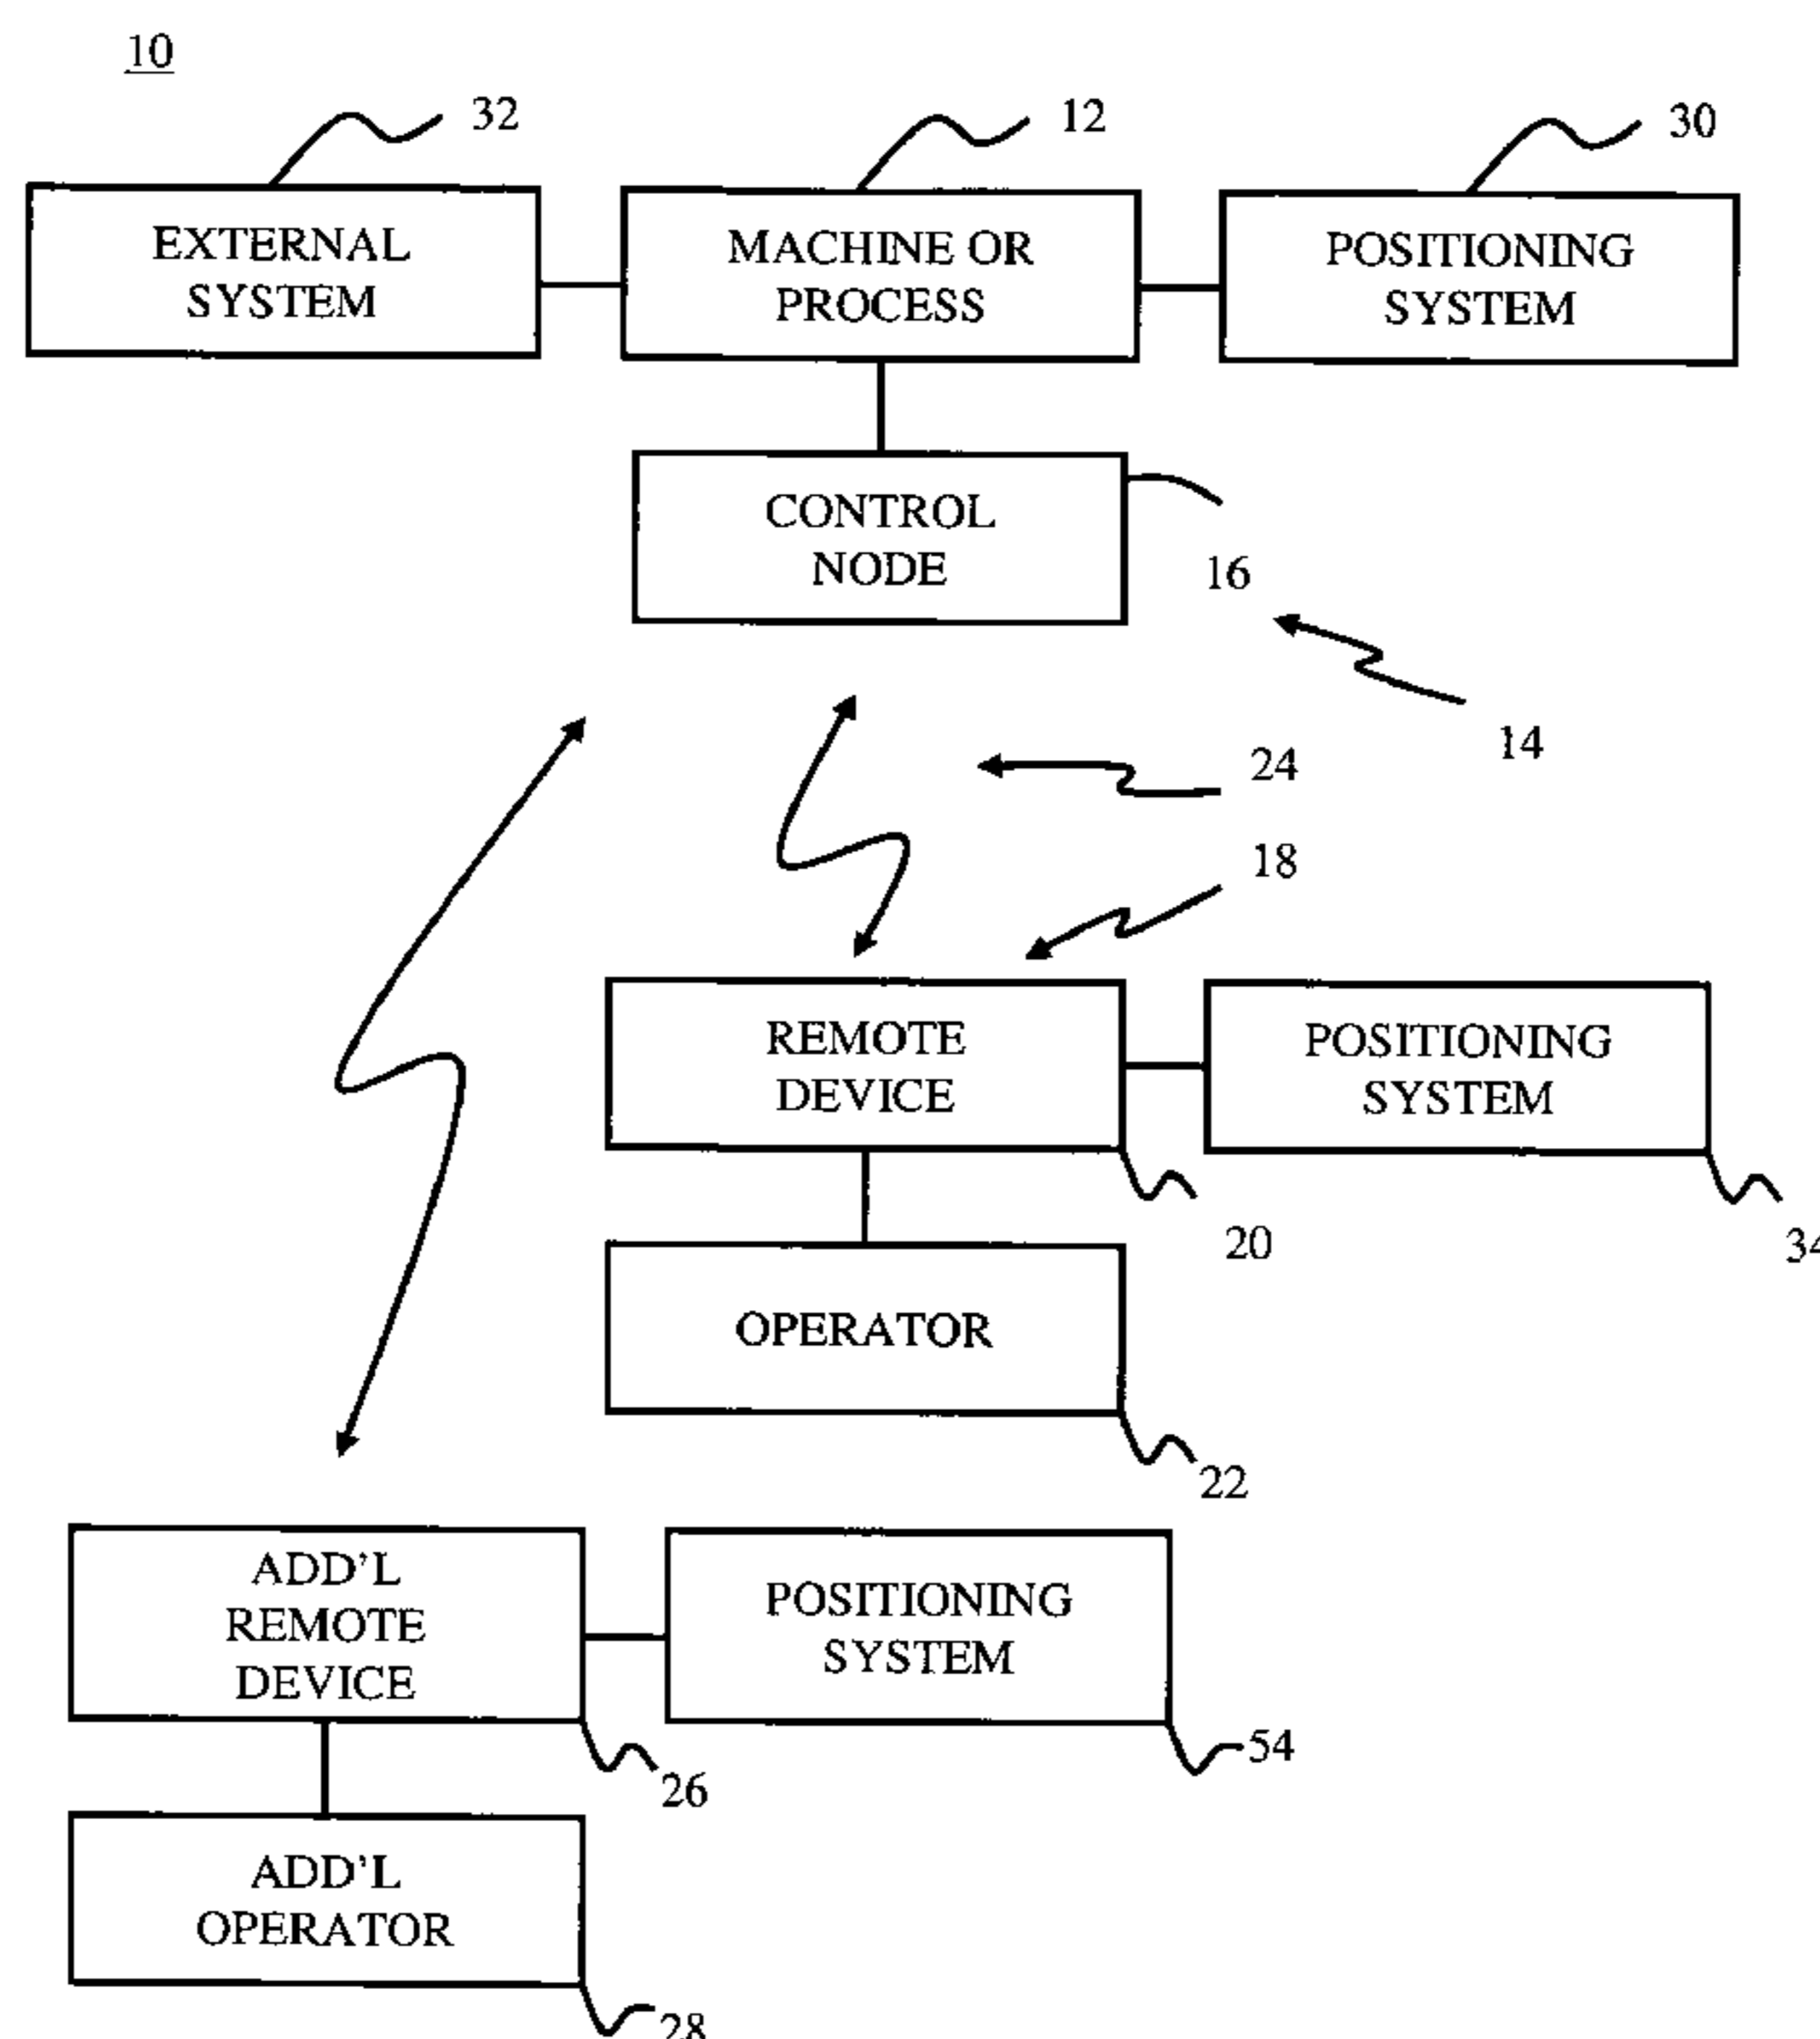 10
32
12
30
EXTERNAL
SYSTEM
MACHINE OR
PROCESS
POSITIONING
SYSTEM
CONTROL
NODE
16
14
24
18
REMOTE
DEVICE
POSITIONING
SYSTEM
20
34
OPERATOR
22
ADD'L
REMOTE
DEVICE
POSITIONING
SYSTEM
54
26
ADD'L
OPERATOR
28